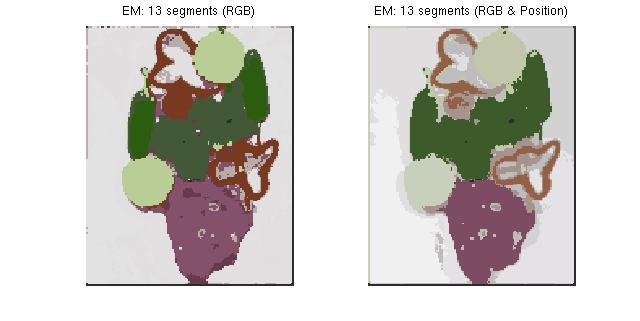 EM: 13 segments (RGB)
EM: 13 segments (RGB & Position)